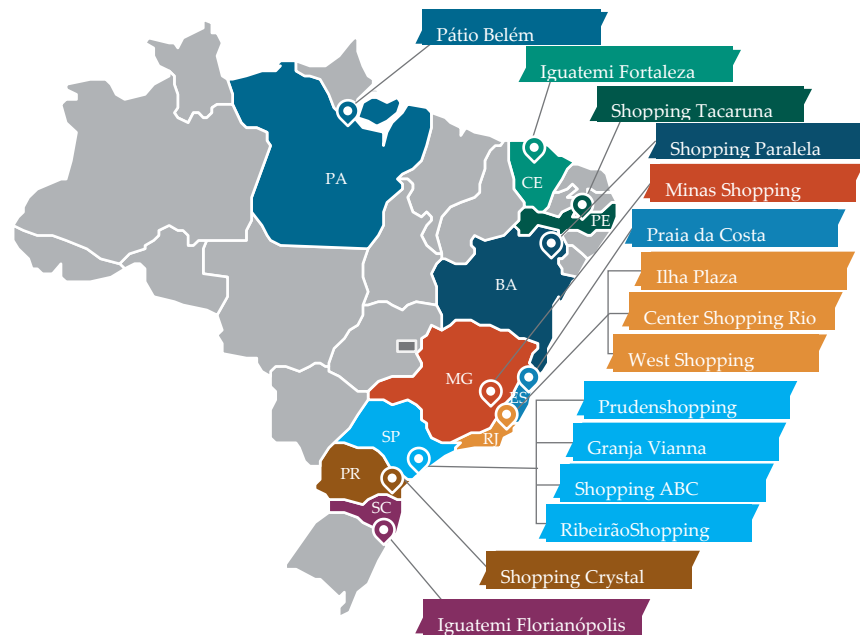 Pátio Belém
Iguatemi Fortaleza
Shopping Tacaruna
Shopping Paralela
Minas Shopping
Praia da Costa
Ilha Plaza
Center Shopping Rio
West Shopping
Prudenshopping
Granja Vianna
Shopping ABC
RibeirãoShopping
Shopping Crystal
Iguatemi Florianópolis
PA
CE
PE
BA
MG
ES
RJ
SP
PR
SC